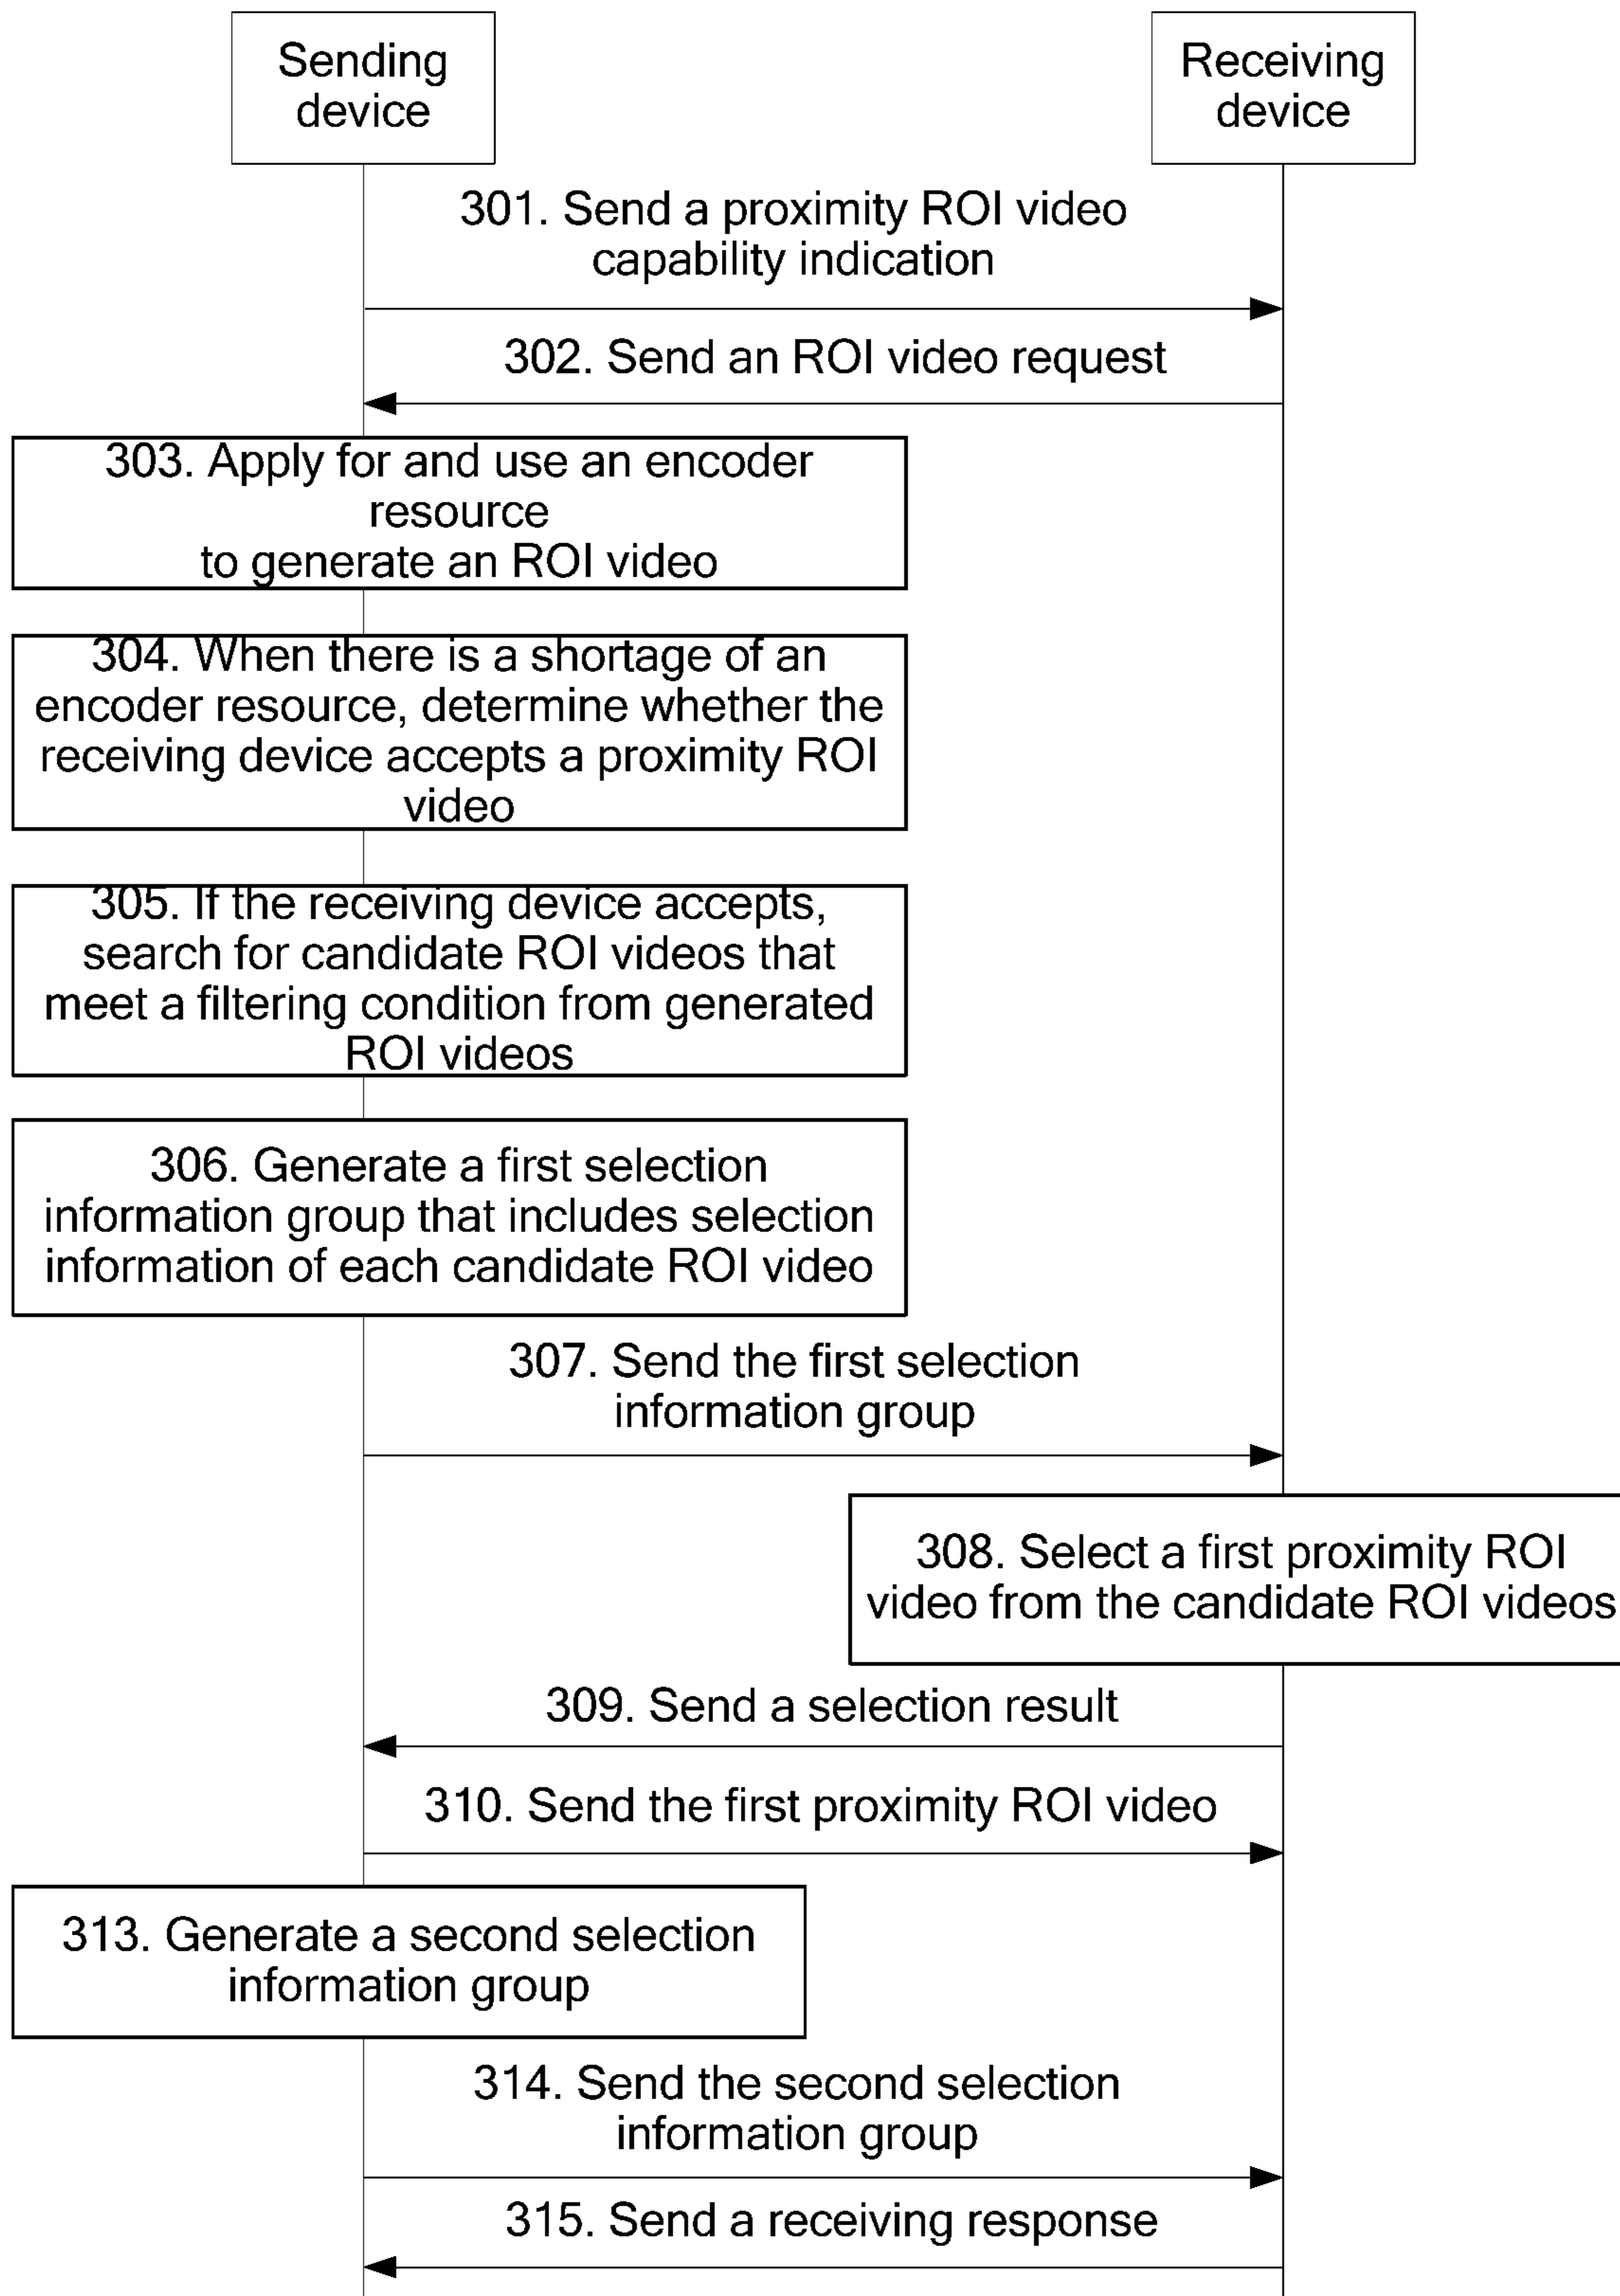 Sending
device
Receiving
device
301. Send a proximity ROI video
capability indication
302. Send an ROI video request
303. Apply for and use an encoder
resource
to generate an ROI video
304. When there is a shortage of an
encoder resource, determine whether the
receiving device accepts a proximity ROI
video
305. If the receiving device accepts,
search for candidate ROI videos that
meet a filtering condition from generated
ROI videos
306. Generate a first selection
information group that includes selection
information of each candidate ROI video
307. Send the first selection
information group
308. Select a first proximity ROI
video from the candidate ROI videos
309. Send a selection result
310. Send the first proximity ROI video
313. Generate a second selection
information group
314. Send the second selection
information group
315. Send a receiving response